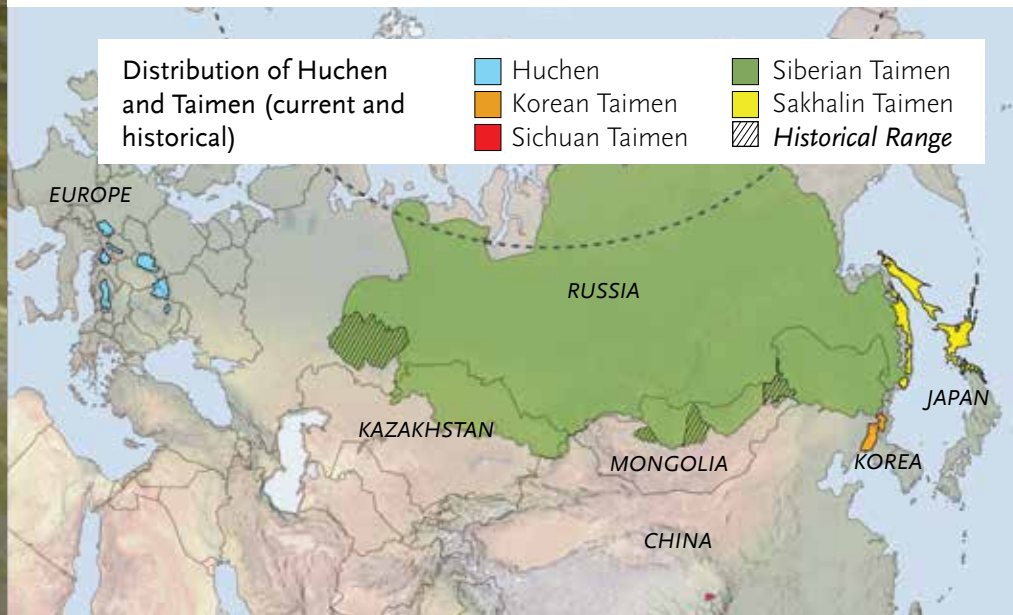 Distribution of Huchen
and Taimen (current and
historical)
Huchen
Korean Taimen
Sichuan Taimen
Siberian Taimen
Sakhalin Taimen
Historical Range
EUROPE
RUSSIA
JAPAN
KAZAKHSTAN
MONGOLIA
KOREA
CHINA